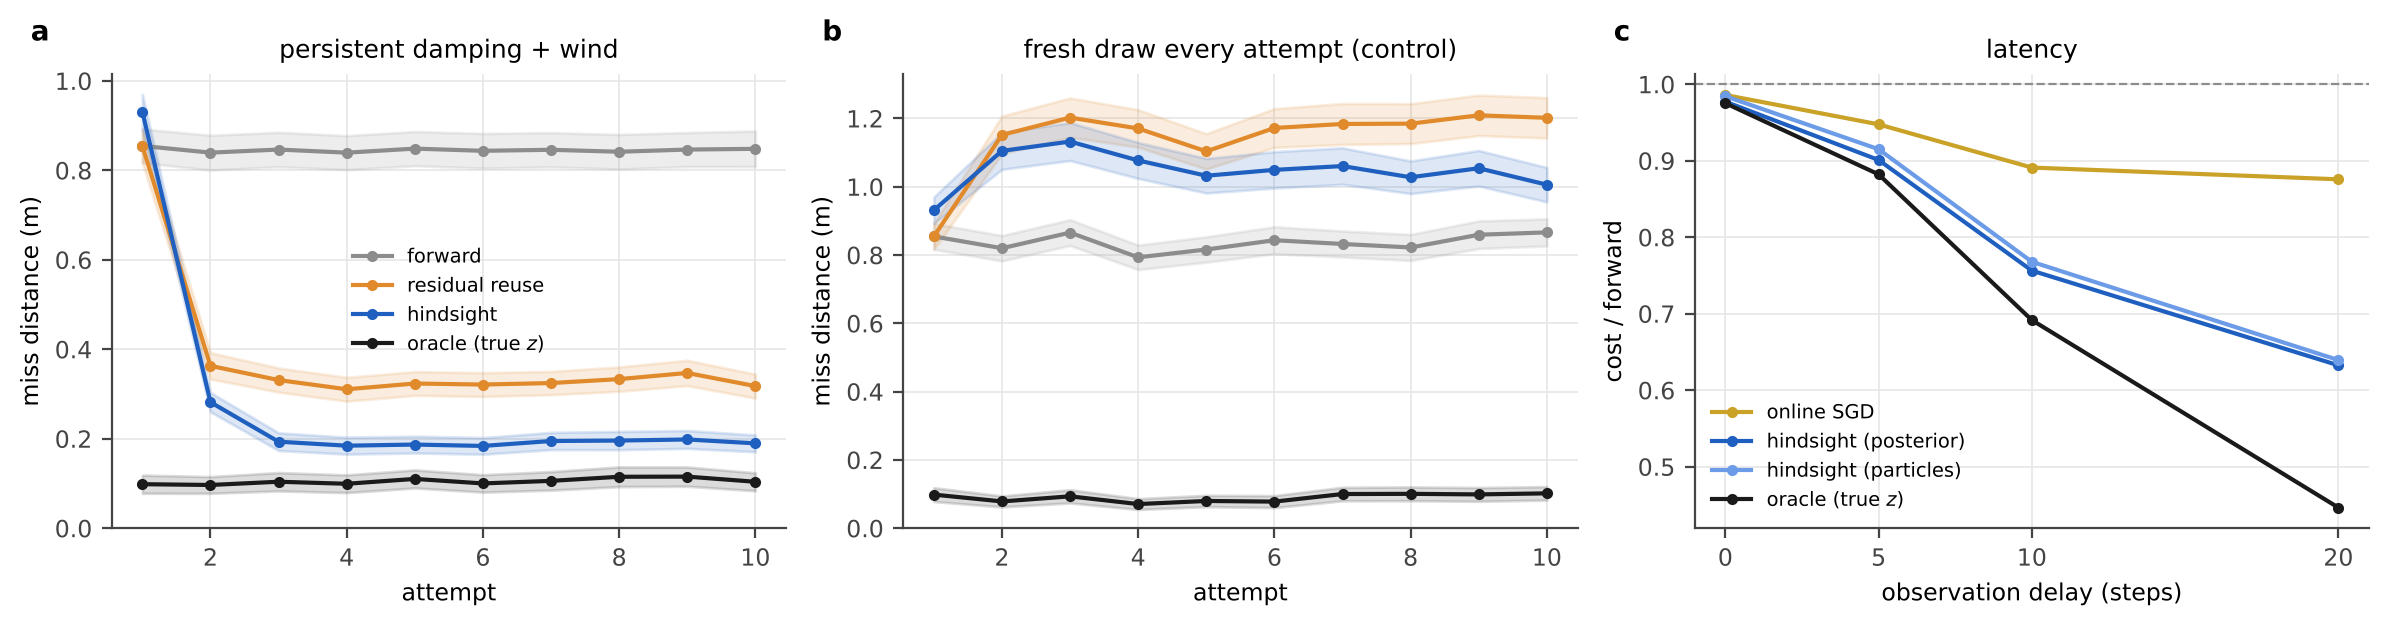 a
persistent damping + wind
miss distance (m)
1.0
0.8
0.6
0.4
0.2
0.0
forward
residual reuse
hindsight
oracle (true z)
2 4 6 8 10
attempt
b
fresh draw every attempt (control)
miss distance (m)
1.2
1.0
0.8
0.6
0.4
0.2
0.0
2 4 6 8 10
attempt
c
latency
cost / forward
1.0
0.9
0.8
0.7
0.6
0.5
online SGD
hindsight (posterior)
hindsight (particles)
oracle (true z)
0 5 10 20
observation delay (steps)